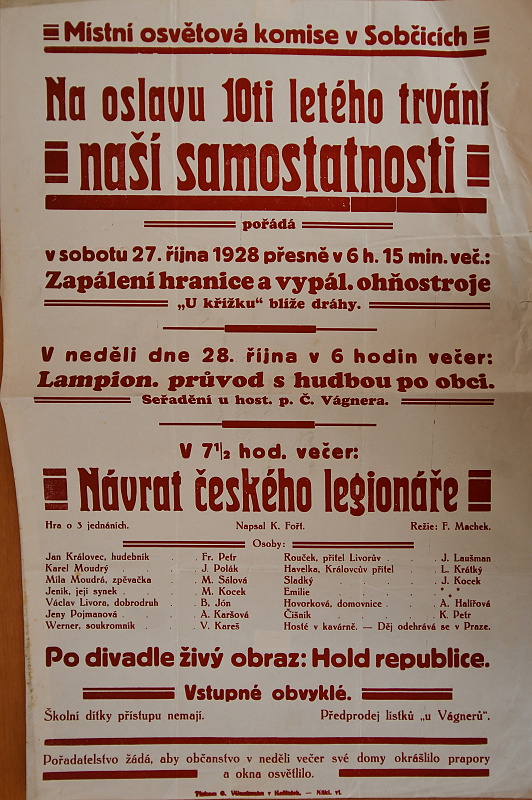 Místní osvětová komise v Sobčicích
Na oslavu 10ti letého trvání
naší samostatnosti
pořádá
v sobotu 27. října 1928 přesně v 6 h. 15 min. več.:
Zapálení hranice a vypál. ohňostroje
„U křížku“ blíže dráhy.
V neděli dne 28. října v 6 hodin večer:
Lampion. průvod s hudbou po obci.
Seřadění u host. p. Č. Vágnera.
V 7½ hod. večer:
Návrat českého legionáře
Hra o 3 jednáních. Napsal K. Fořt. Režie: F. Machek.
Osoby:
Jan Královec, hudebník . . Fr. Petr
Karel Moudrý . . . J. Polák
Mila Moudrá, zpěvačka . . M. Sálová
Jeník, její synek . . . M. Kocek
Václav Livora, dobrodruh . B. Jón
Jeny Pojmanová . . . A. Karšová
Werner, soukromník . . V. Kareš
Rouček, přítel Livorův . . J. Laušman
Havelka, Královcův přítel . L. Krátký
Sladký . . . . J. Kocek
Emilie . . . . * * *
Hovorková, domovnice . . A. Halířová
Číšník . . . . K. Petr
Hosté v kavárně. — Děj odehrává se v Praze.
Po divadle živý obraz: Hold republice.
Vstupné obvyklé.
Školní dítky přístupu nemají. Předprodej lístků „u Vágnerů“.
Pořadatelstvo žádá, aby občanstvo v neděli večer své domy okrášlilo prapory
a okna osvětlilo.